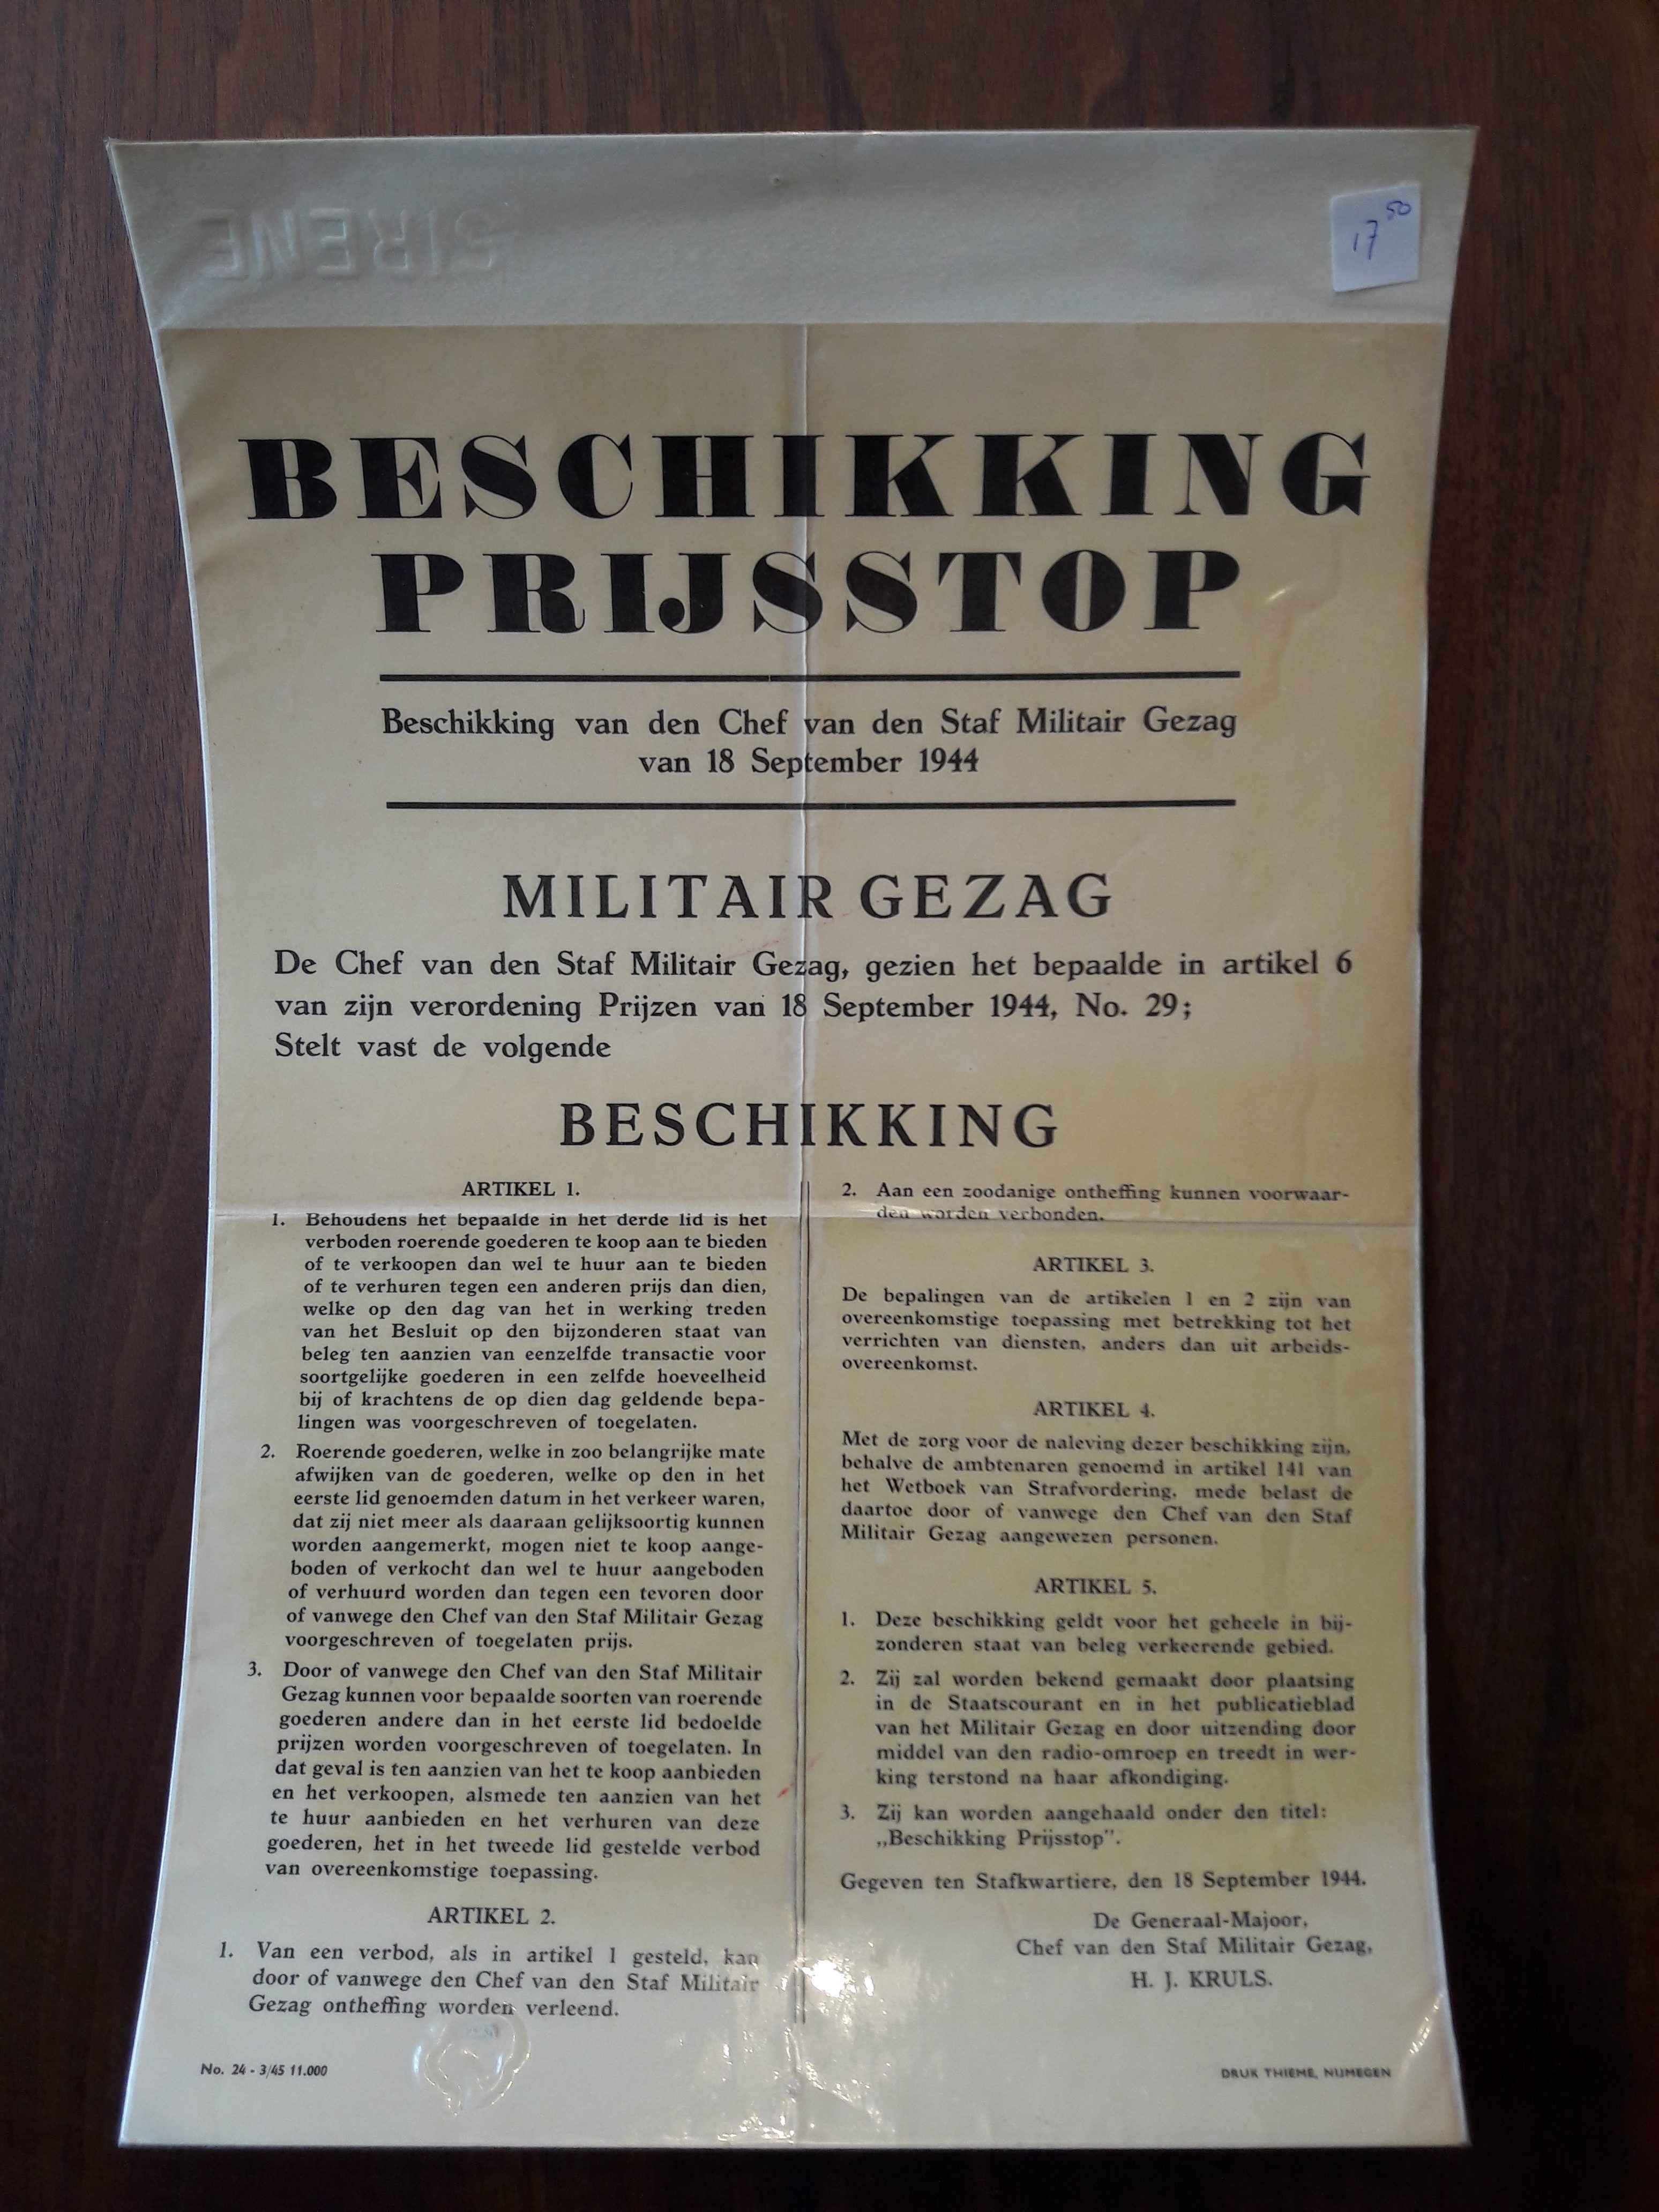 SIRENE
17 50
BESCHIKKING
PRIJSSTOP
Beschikking van den Chef van den Staf Militair Gezag
van 18 September 1944
MILITAIR GEZAG
De Chef van den Staf Militair Gezag, gezien het bepaalde in artikel 6
van zijn verordening Prijzen van 18 September 1944, No. 29;
Stelt vast de volgende
BESCHIKKING
ARTIKEL 1.
1. Behoudens het bepaalde in het derde lid is het
verboden roerende goederen te koop aan te bieden
of te verkoopen dan wel te huur aan te bieden
of te verhuren tegen een anderen prijs dan dien,
welke op den dag van het in werking treden
van het Besluit op den bijzonderen staat van
beleg ten aanzien van eenzelfde transactie voor
soortgelijke goederen in een zelfde hoeveelheid
bij of krachtens de op dien dag geldende bepa-
lingen was voorgeschreven of toegelaten.
2. Roerende goederen, welke in zoo belangrijke mate
afwijken van de goederen, welke op den in het
eerste lid genoemden datum in het verkeer waren,
dat zij niet meer als daaraan gelijksoortig kunnen
worden aangemerkt, mogen niet te koop aange-
boden of verkocht dan wel te huur aangeboden
of verhuurd worden dan tegen een tevoren door
of vanwege den Chef van den Staf Militair Gezag
voorgeschreven of toegelaten prijs.
3. Door of vanwege den Chef van den Staf Militair
Gezag kunnen voor bepaalde soorten van roerende
goederen andere dan in het eerste lid bedoelde
prijzen worden voorgeschreven of toegelaten. In
dat geval is ten aanzien van het te koop aanbieden
en het verkoopen, alsmede ten aanzien van het
te huur aanbieden en het verhuren van deze
goederen, het in het tweede lid gestelde verbod
van overeenkomstige toepassing.
ARTIKEL 2.
1. Van een verbod, als in artikel 1 gesteld, kan
door of vanwege den Chef van den Staf Militair
Gezag ontheffing worden verleend.
2. Aan een zoodanige ontheffing kunnen voorwaar-
den worden verbonden.
ARTIKEL 3.
De bepalingen van de artikelen 1 en 2 zijn van
overeenkomstige toepassing met betrekking tot het
verrichten van diensten, anders dan uit arbeids-
overeenkomst.
ARTIKEL 4.
Met de zorg voor de naleving dezer beschikking zijn,
behalve de ambtenaren genoemd in artikel 141 van
het Wetboek van Strafvordering, mede belast de
daartoe door of vanwege den Chef van den Staf
Militair Gezag aangewezen personen.
ARTIKEL 5.
1. Deze beschikking geldt voor het geheele in bij-
zonderen staat van beleg verkeerende gebied.
2. Zij zal worden bekend gemaakt door plaatsing
in de Staatscourant en in het publicatieblad
van het Militair Gezag en door uitzending door
middel van den radio-omroep en treedt in wer-
king terstond na haar afkondiging.
3. Zij kan worden aangehaald onder den titel:
„Beschikking Prijsstop”.
Gegeven ten Stafkwartiere, den 18 September 1944.
De Generaal-Majoor,
Chef van den Staf Militair Gezag,
H. J. KRULS.
No. 24 - 3/45 11.000
DRUK THIEME, NIJMEGEN